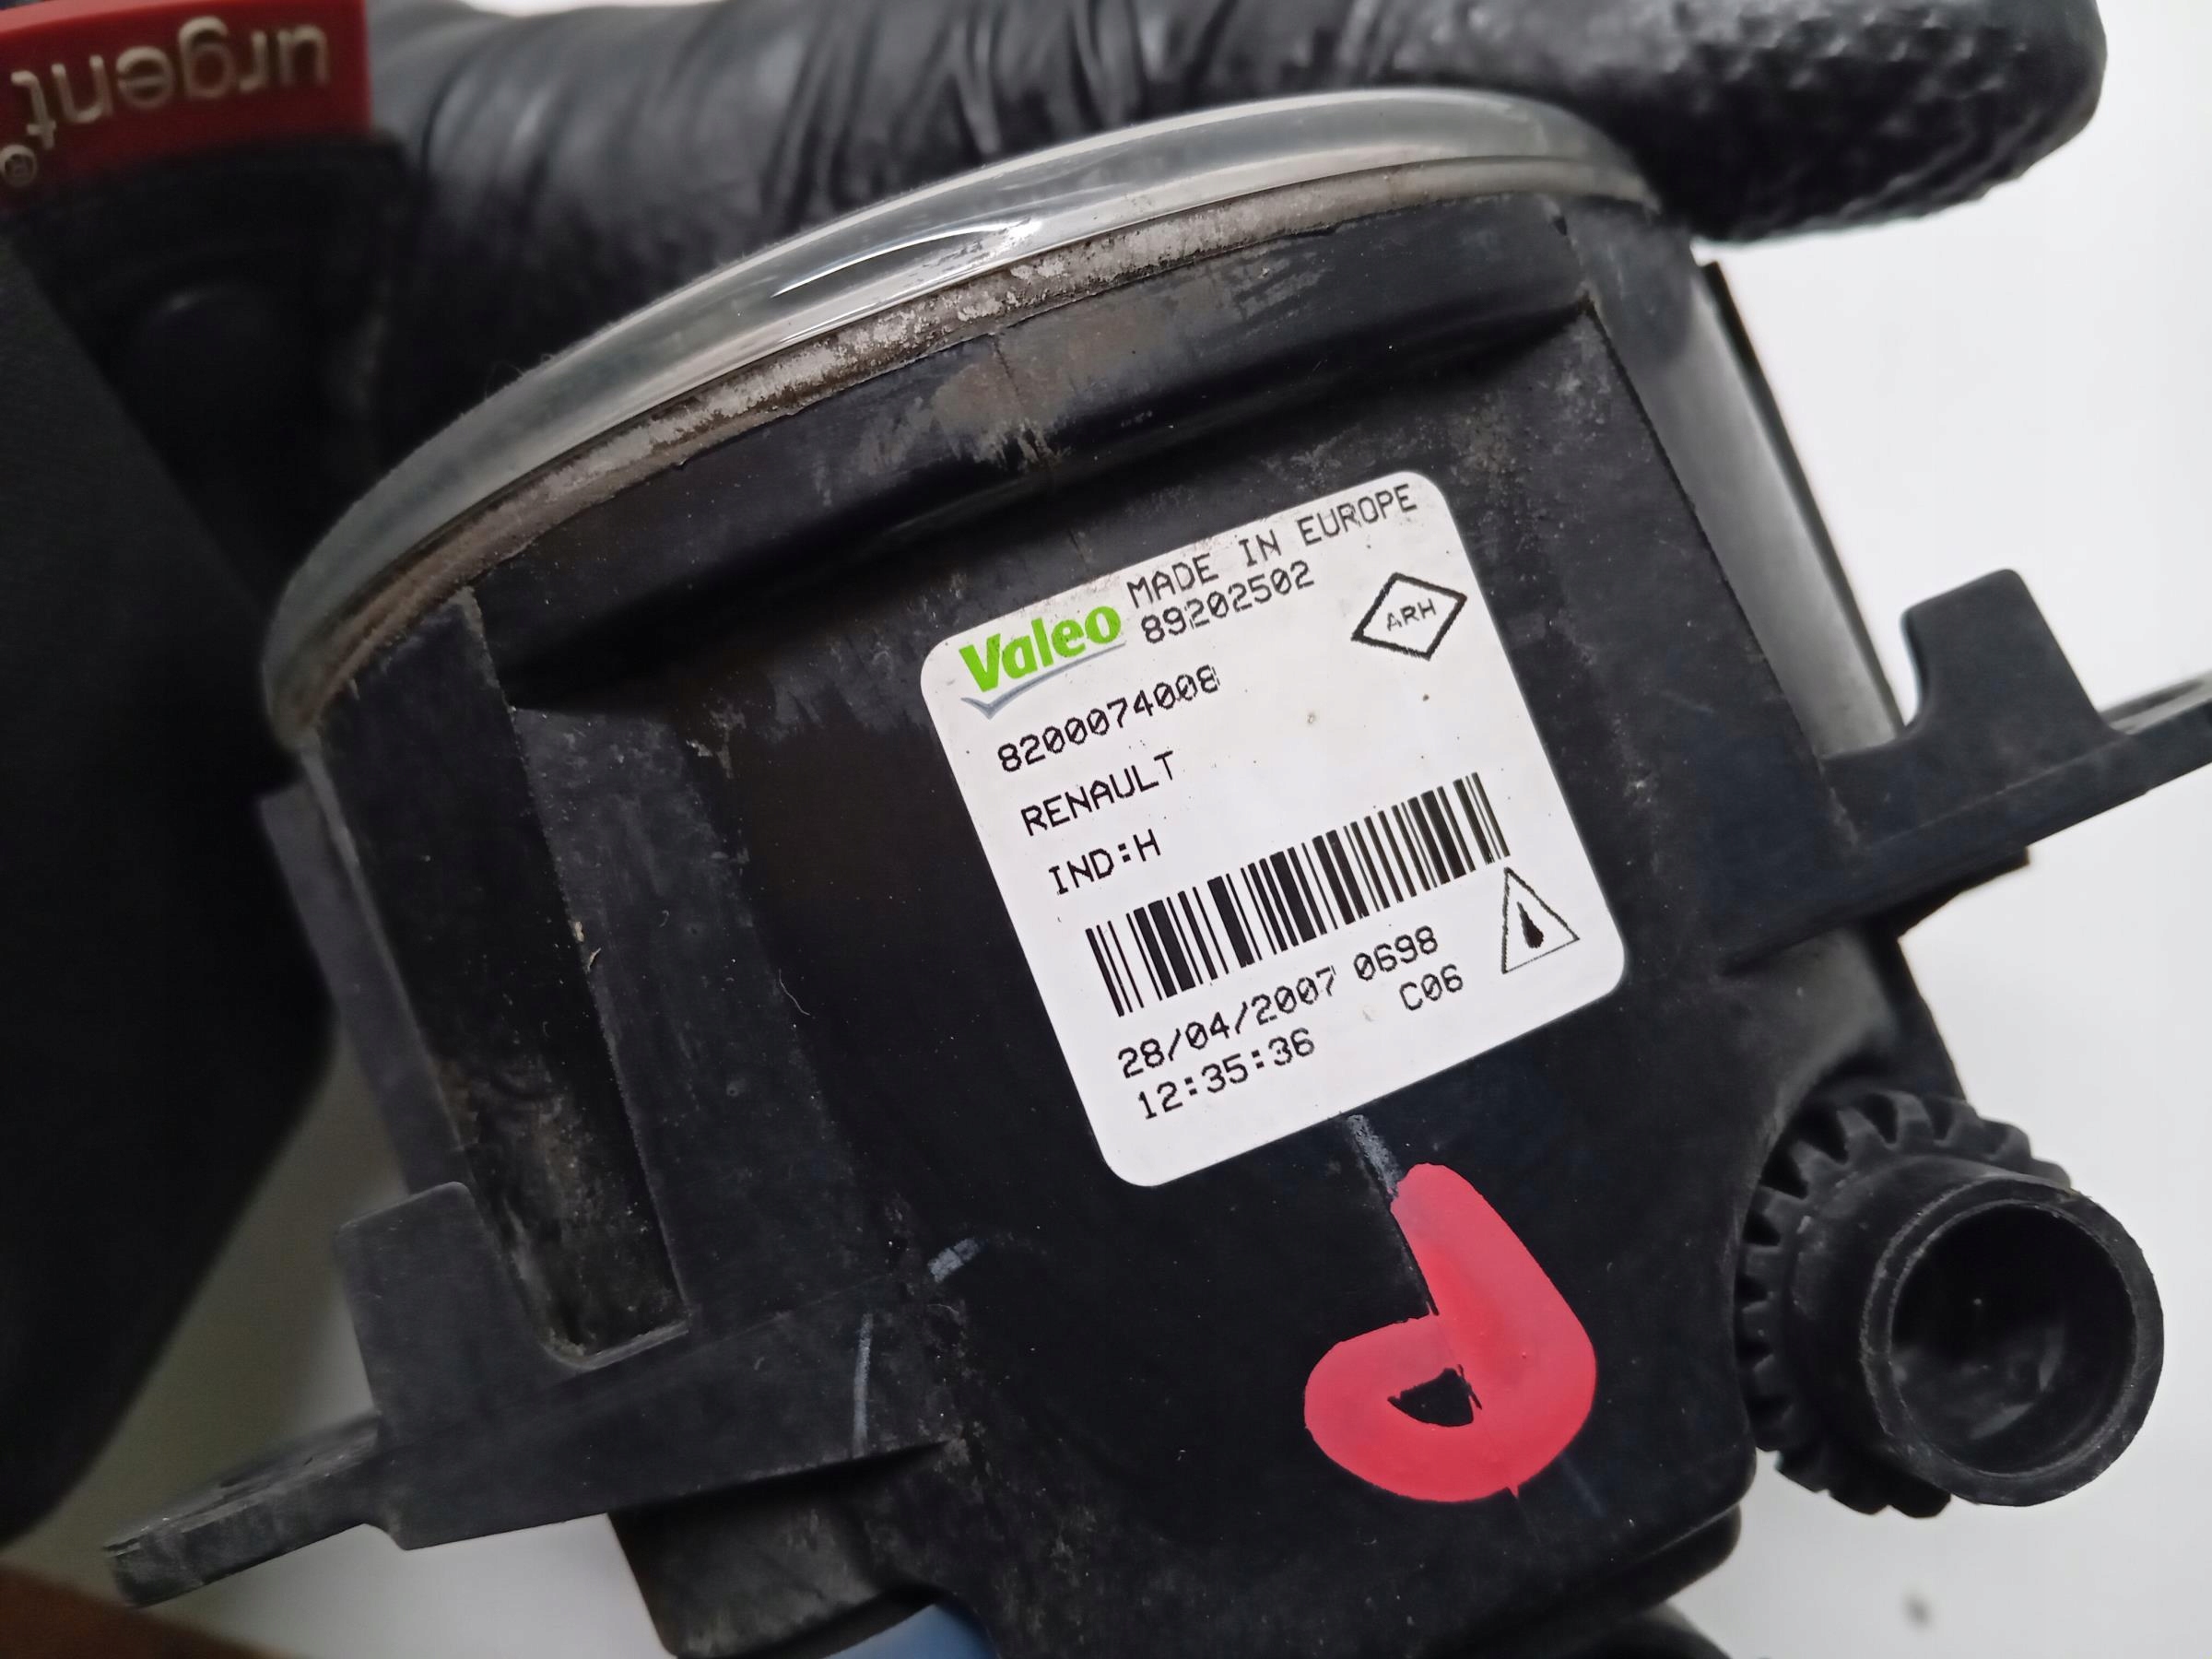 urgent®
Valeo MADE IN EUROPE
89202502
ARH
8200074008
RENAULT
IND:H
28/04/2007 0698
12:35:36 C06
P